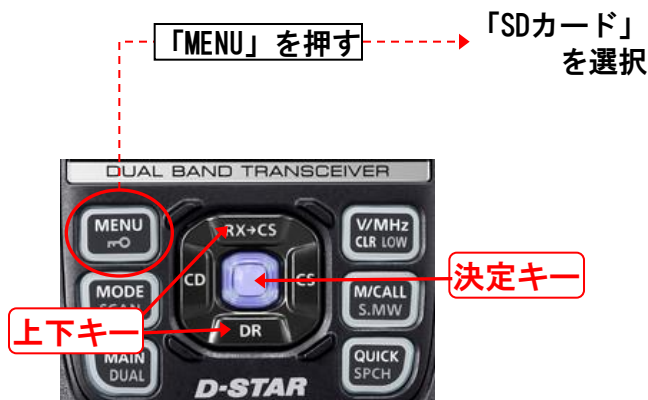 「MENU」を押す
「SDカード」
を選択
DUAL BAND TRANSCEIVER
MENU
RX→CS
V/MHz
CLR LOW
CD
CS
決定キー
MODE
SCAN
M/CALL
S.MW
上下キー
DR
MAIN
DUAL
QUICK
SPCH
D-STAR